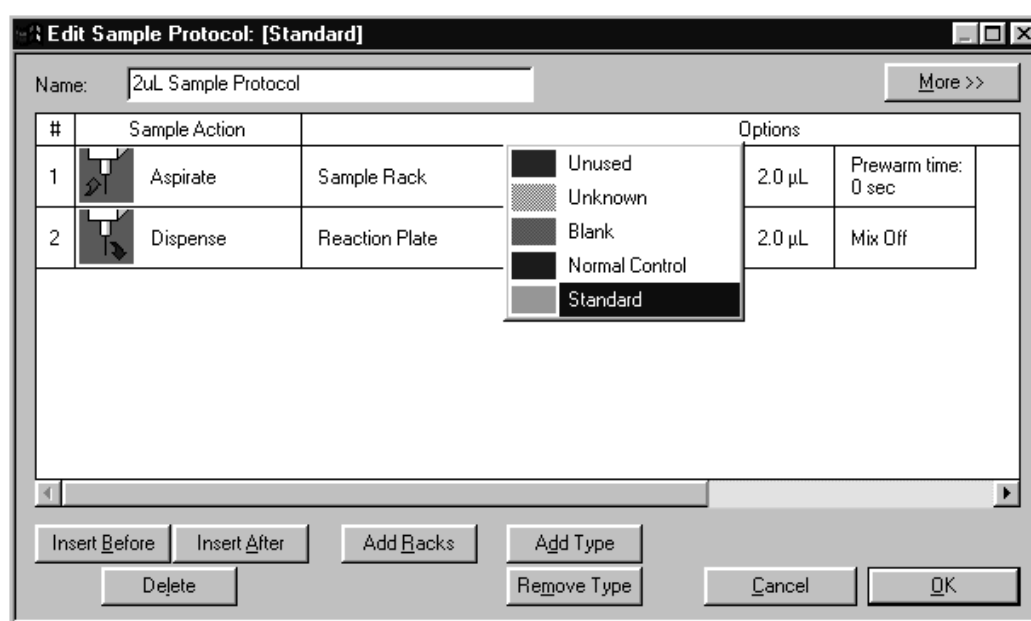 Edit Sample Protocol: [Standard]
Name: 2uL Sample Protocol More >>
# Sample Action Options
1 Aspirate Sample Rack 2.0 µL Prewarm time: 0 sec
2 Dispense Reaction Plate 2.0 µL Mix Off
Unused
Unknown
Blank
Normal Control
Standard
Insert Before Insert After Add Racks Add Type
Delete Remove Type Cancel OK